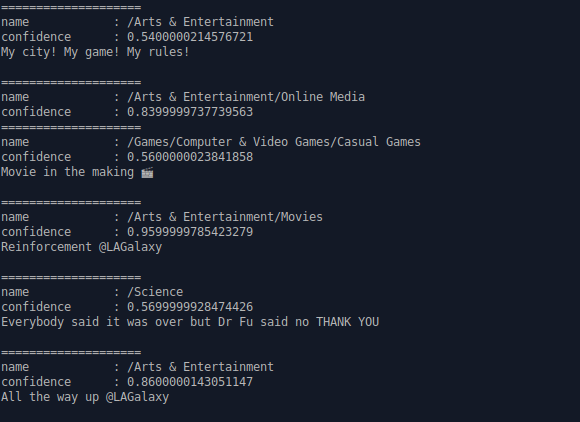 ====================
name            : /Arts & Entertainment
confidence      : 0.5400000214576721
My city! My game! My rules!
====================
name            : /Arts & Entertainment/Online Media
confidence      : 0.8399999737739563
====================
name            : /Games/Computer & Video Games/Casual Games
confidence      : 0.5600000023841858
Movie in the making 🎬
====================
name            : /Arts & Entertainment/Movies
confidence      : 0.9599999785423279
Reinforcement @LAGalaxy
====================
name            : /Science
confidence      : 0.5699999928474426
Everybody said it was over but Dr Fu said no THANK YOU
====================
name            : /Arts & Entertainment
confidence      : 0.8600000143051147
All the way up @LAGalaxy